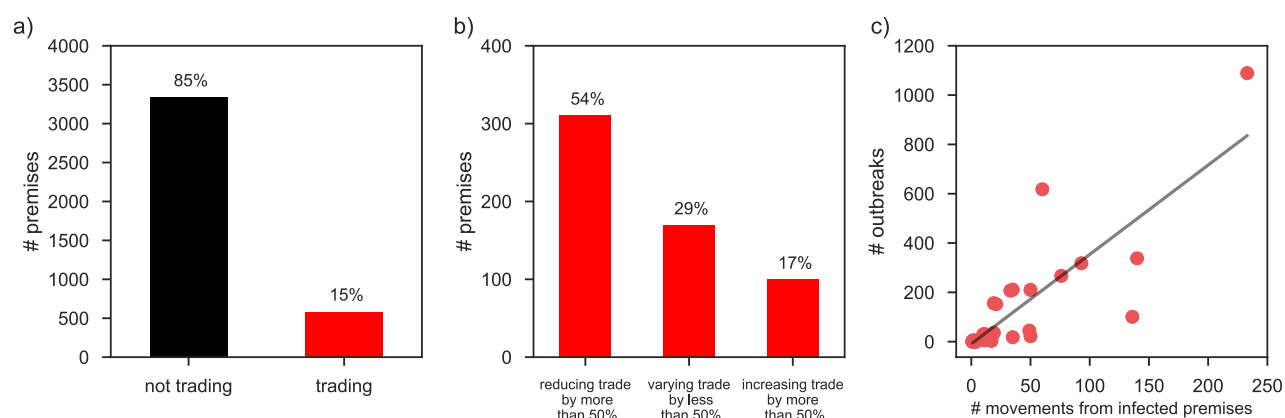 a)
# premises
4000
3500
3000
2500
2000
1500
1000
500
0
85%
15%
not trading
trading
b)
# premises
400
300
200
100
0
54%
29%
17%
reducing trade
by more
than 50%
varying trade
by less
than 50%
increasing trade
by more
than 50%
c)
# outbreaks
1200
1000
800
600
400
200
0
0
50
100
150
200
250
# movements from infected premises